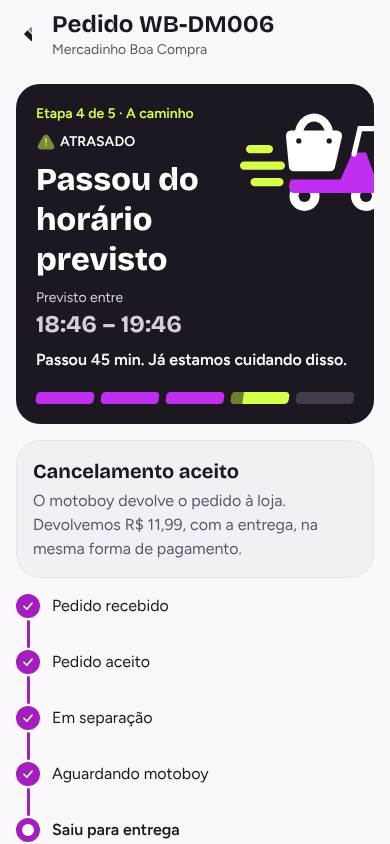 Pedido WB-DM006
Mercadinho Boa Compra
Etapa 4 de 5 · A caminho
ATRASADO
Passou do
horário
previsto
Previsto entre
18:46 – 19:46
Passou 45 min. Já estamos cuidando disso.
Cancelamento aceito
O motoboy devolve o pedido à loja.
Devolvemos R$ 11,99, com a entrega, na
mesma forma de pagamento.
Pedido recebido
Pedido aceito
Em separação
Aguardando motoboy
Saiu para entrega